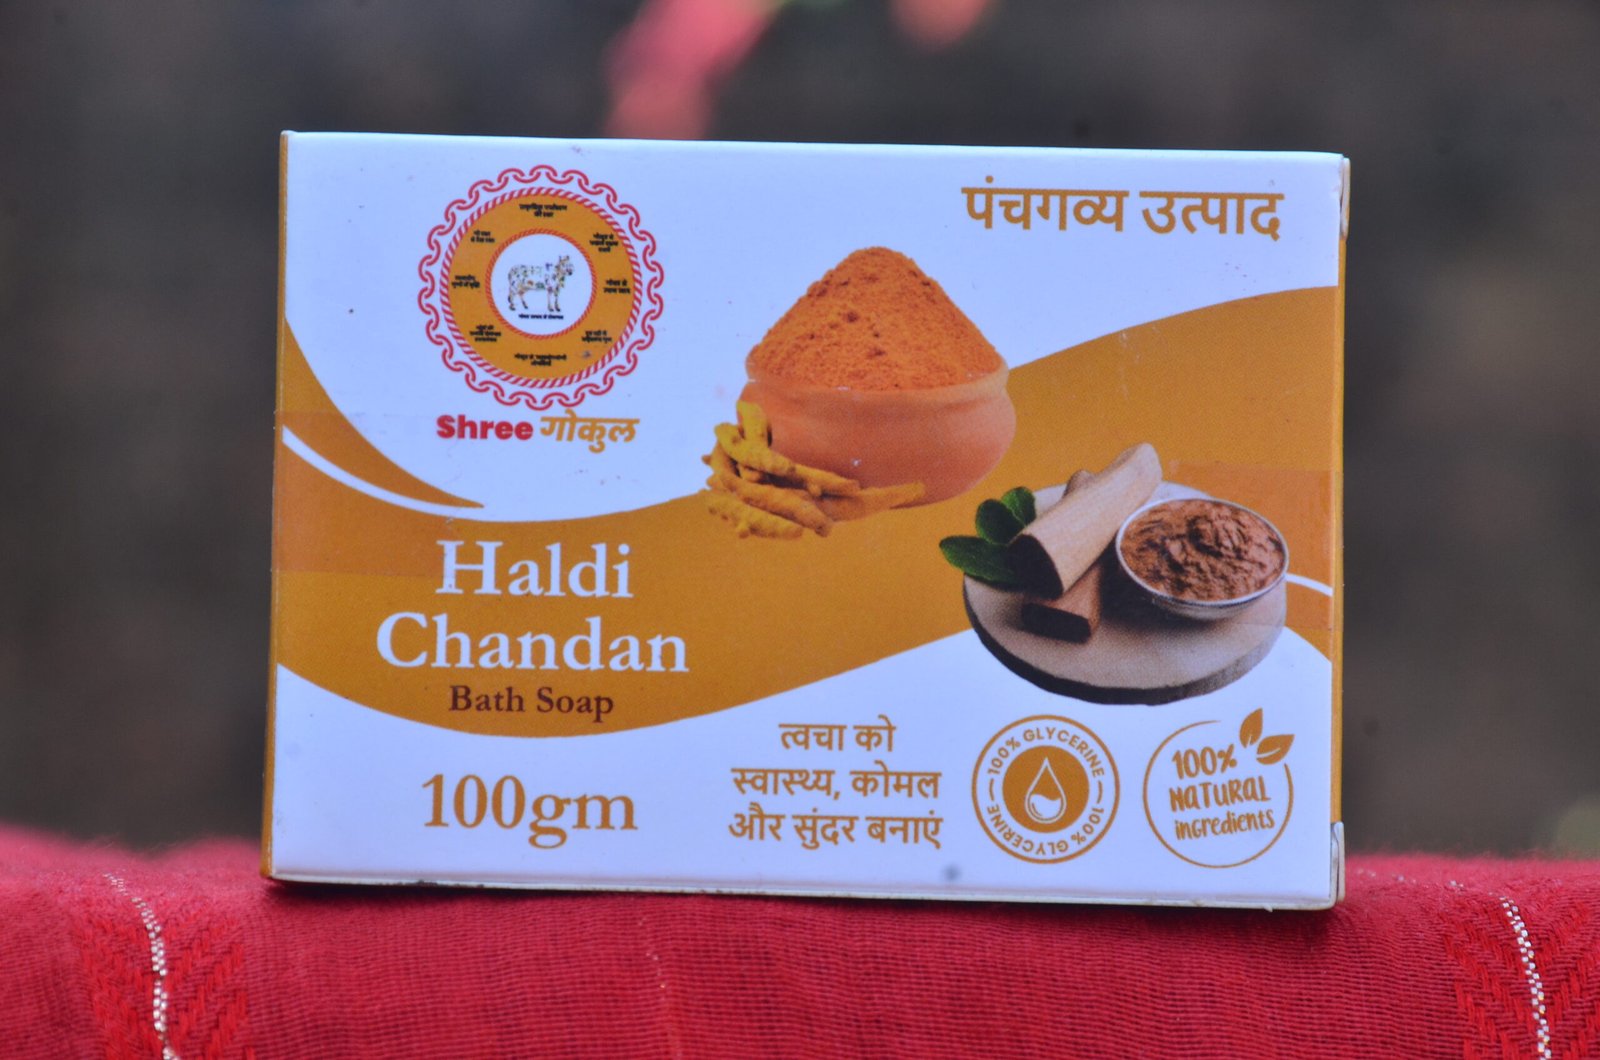 पंचगव्य उत्पाद
Shree गोकुल
Haldi
Chandan
Bath Soap
100gm
त्वचा को
स्वास्थ्य, कोमल
और सुंदर बनाएं
100% GLYCERINE
100% GLYCERINE
100%
NATURAL
ingredients